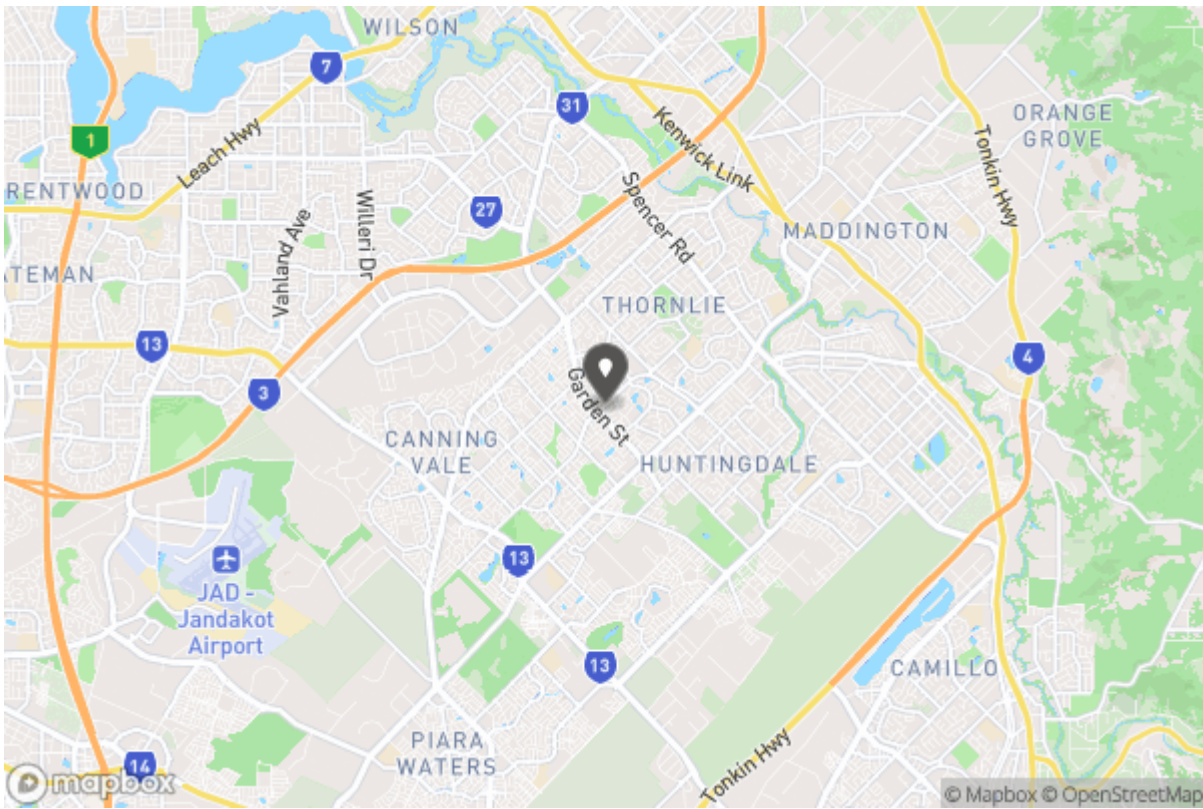 WILSON
7
31
ORANGE
GROVE
1
Leach Hwy
Kenwick Link
Tonkin Hwy
RENTWOOD
Willeri Dr
27
Spencer Rd
MADDINGTON
ATEMAN
Vahland Ave
THORNLIE
13
4
3
Garden St
CANNING
VALE
HUNTINGDALE
13
JAD -
Jandakot
Airport
13
CAMILLO
PIARA
WATERS
14
Tonkin Hwy
mapbox
© Mapbox © OpenStreetMap